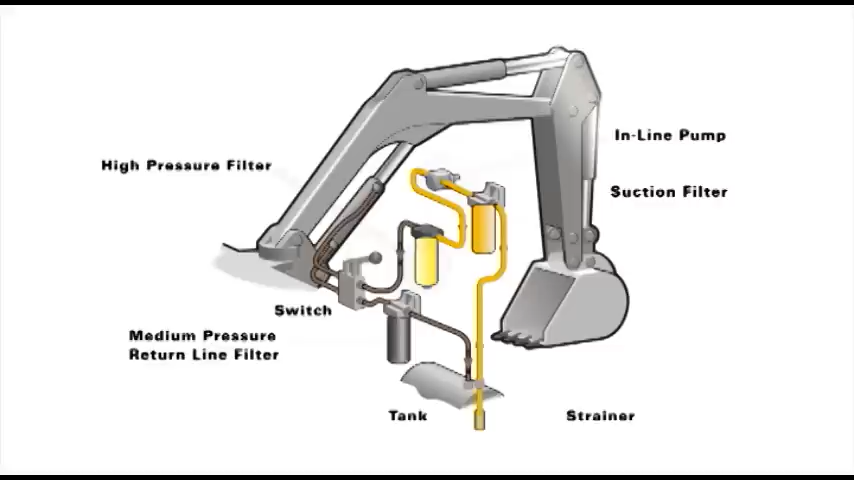 In-Line Pump
High Pressure Filter
Suction Filter
Switch
Medium Pressure
Return Line Filter
Tank
Strainer